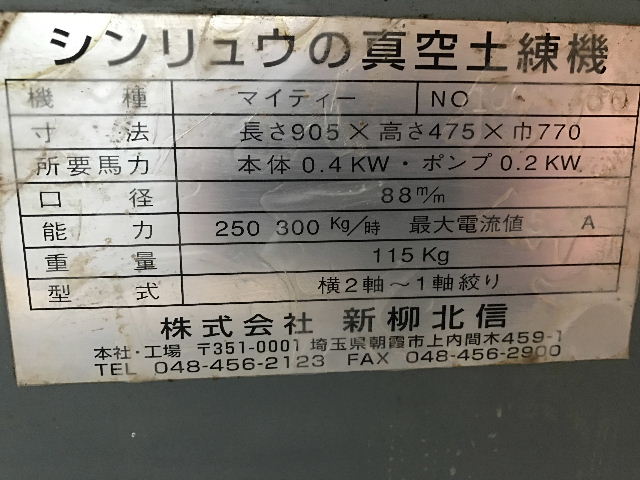 シンリュウの真空土練機
機種 マイティー NO
寸法 長さ905×高さ475×巾770
所要馬力 本体0.4KW・ポンプ0.2KW
口径 88m/m
能力 250 300Kg/時 最大電流値 A
重量 115Kg
型式 横2軸〜1軸絞り
株式会社 新柳北信
本社・工場 〒351-0001 埼玉県朝霞市上内間木459-1
TEL 048-456-2123 FAX 048-456-2900